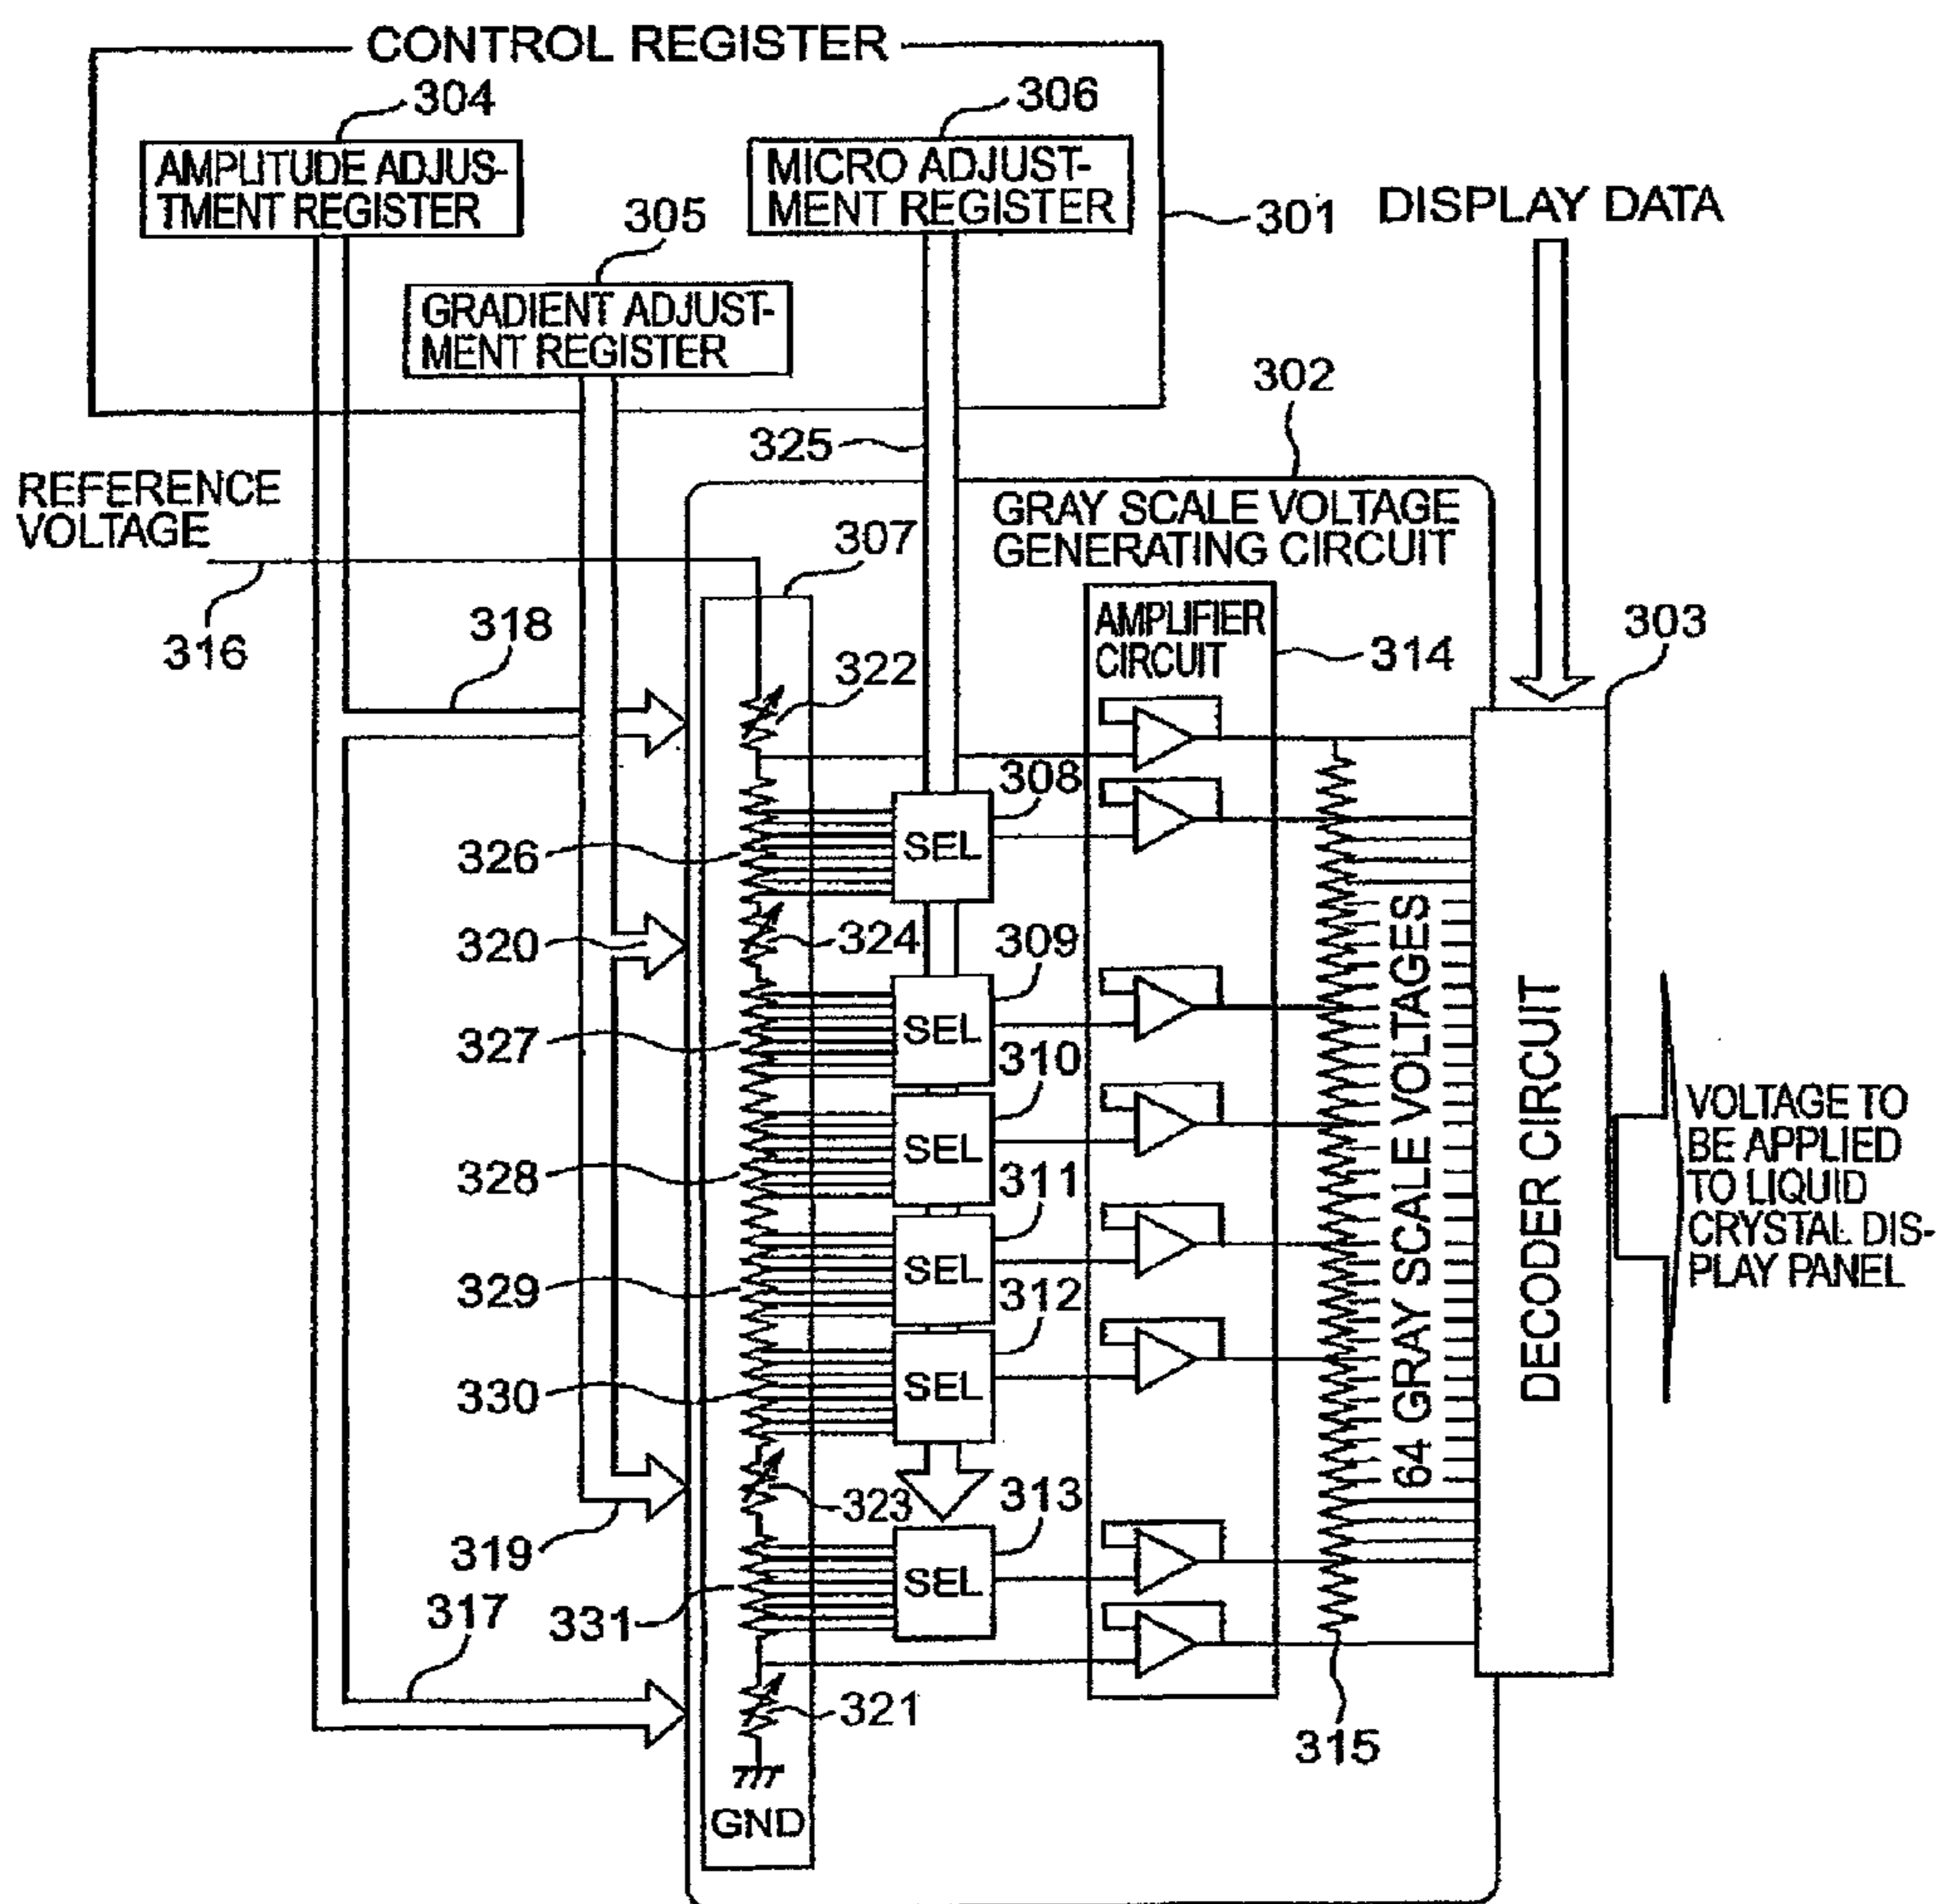 CONTROL REGISTER
304
306
AMPLITUDE ADJUS-
TMENT REGISTER
MICRO ADJUST-
MENT REGISTER
305
301
DISPLAY DATA
GRADIENT ADJUST-
MENT REGISTER
302
325
REFERENCE
VOLTAGE
GRAY SCALE VOLTAGE
GENERATING CIRCUIT
307
316
318
AMPLIFIER
CIRCUIT
314
303
322
308
SEL
326
320
324
309
SEL
327
310
SEL
328
311
SEL
329
312
SEL
330
323
313
SEL
319
331
317
321
315
GND
64 GRAY SCALE VOLTAGES
DECODER CIRCUIT
VOLTAGE TO
BE APPLIED
TO LIQUID
CRYSTAL DIS-
PLAY PANEL